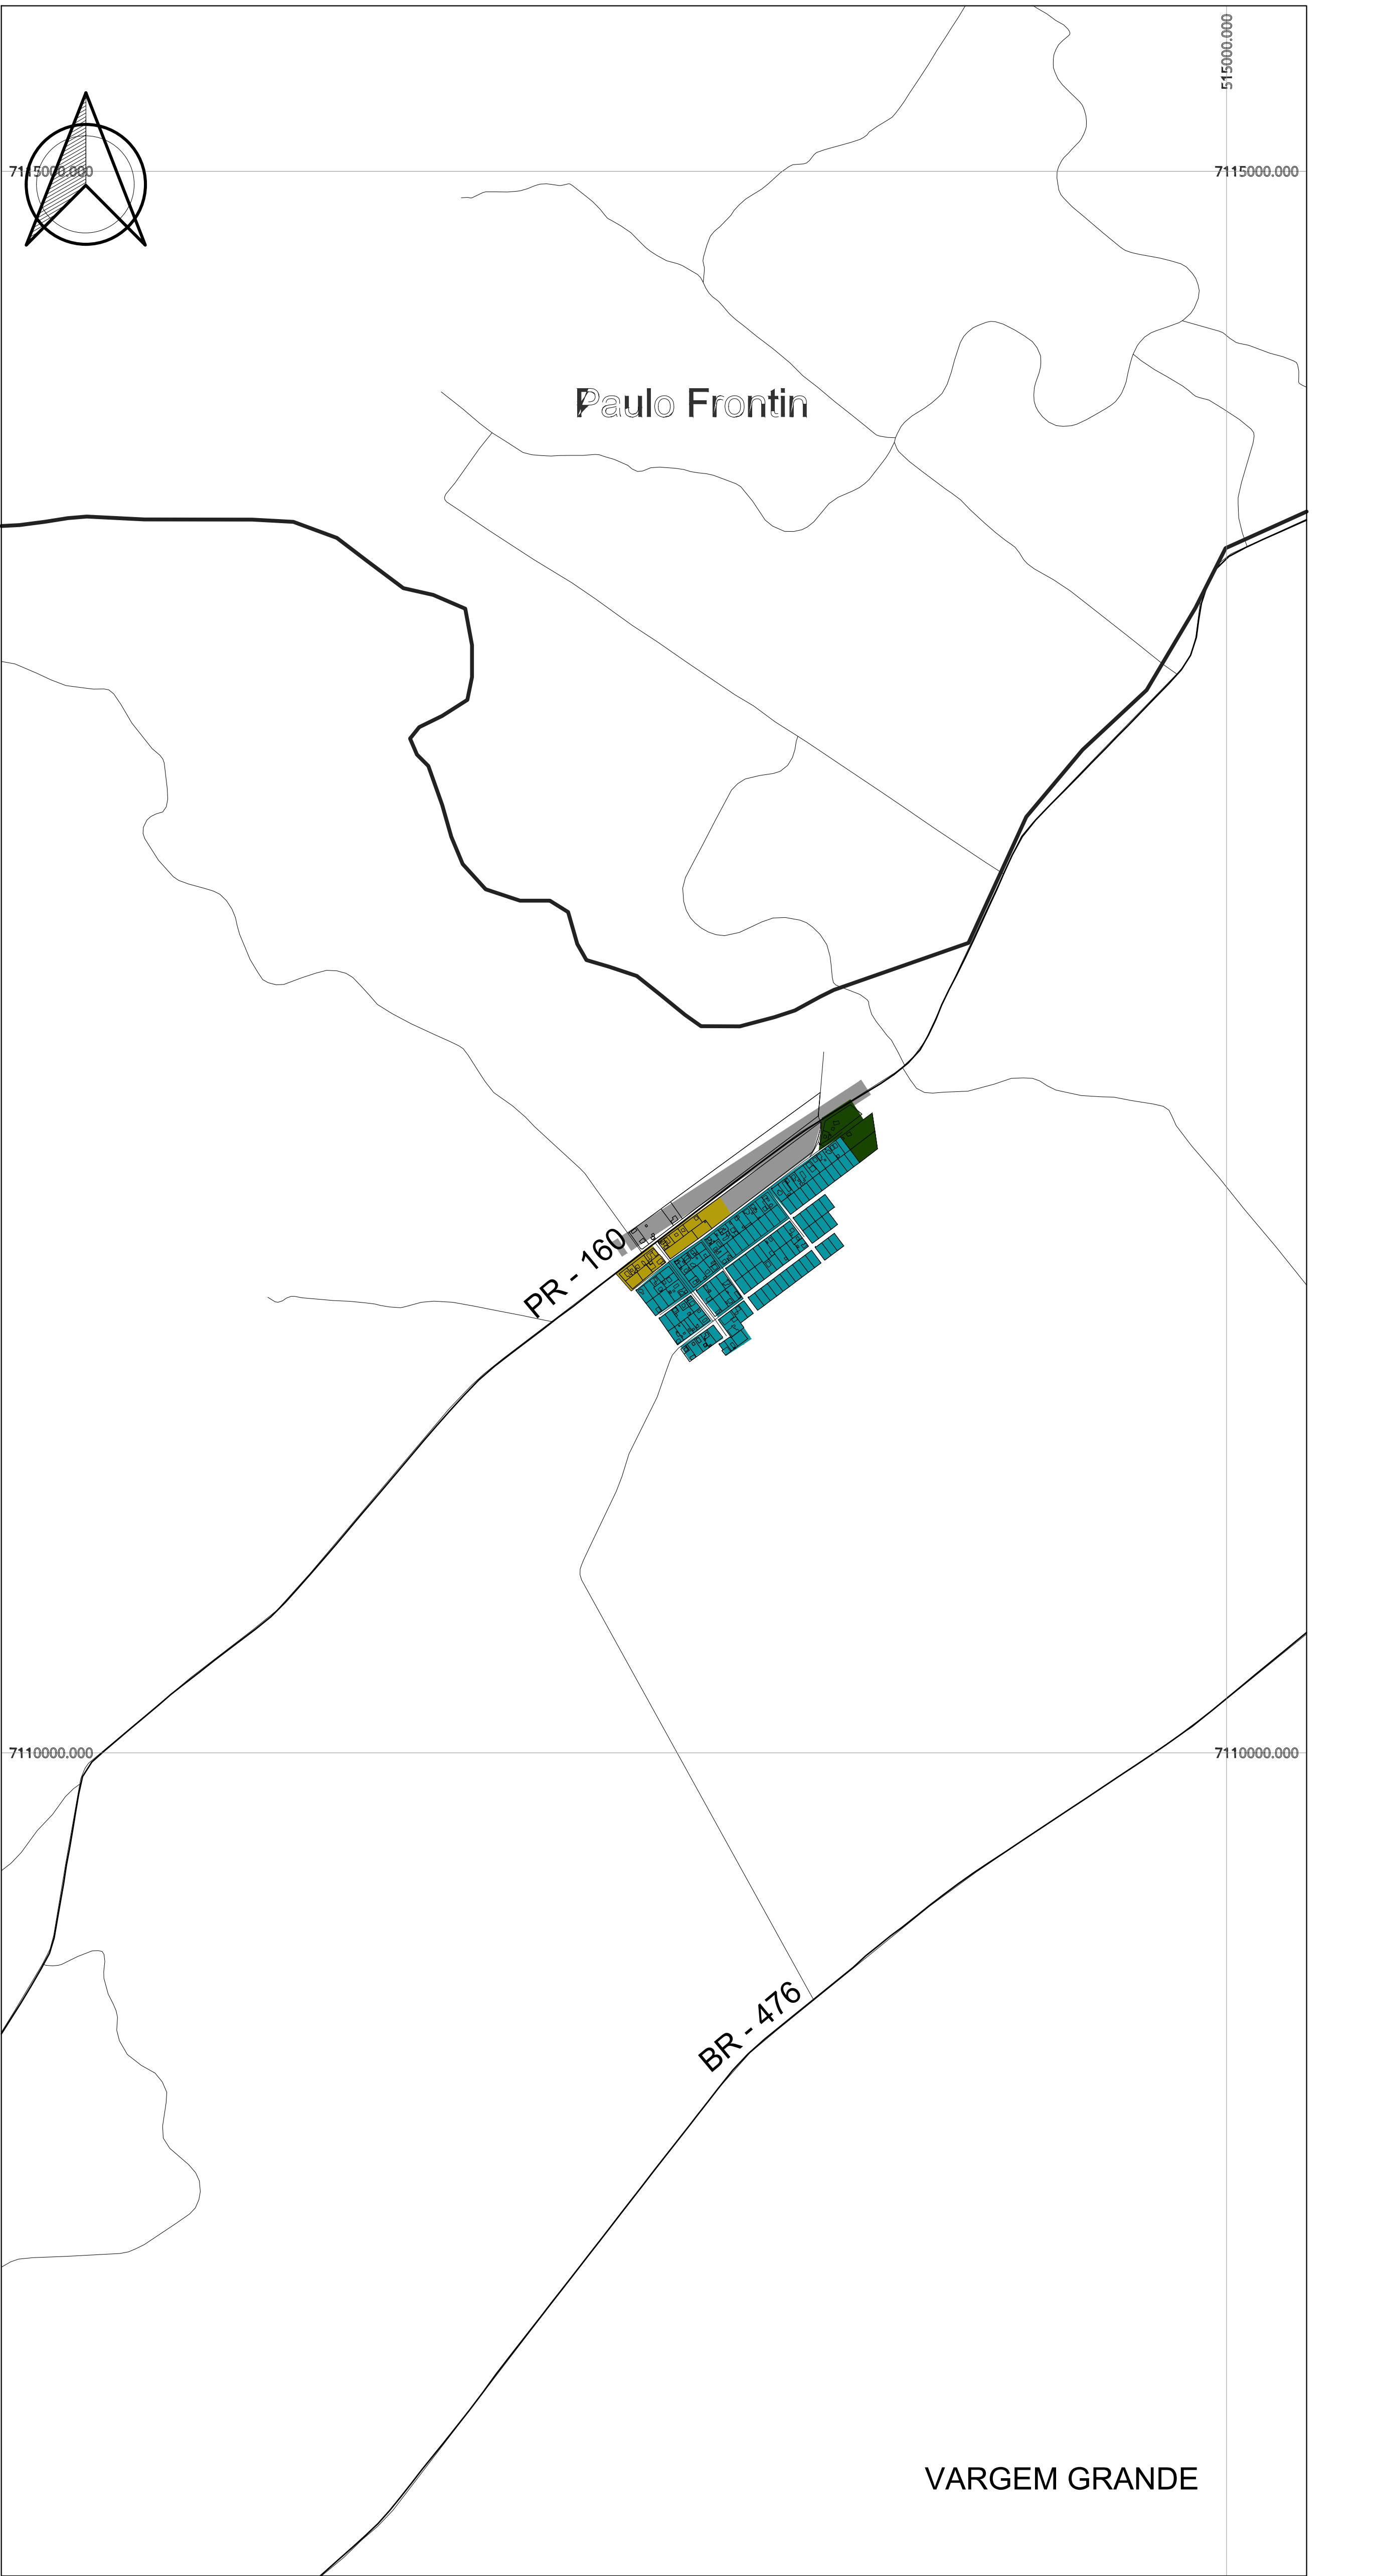 515000.000
7115000.000
7115000.000
Paulo Frontin
PR - 160
7110000.000
7110000.000
BR - 476
VARGEM GRANDE